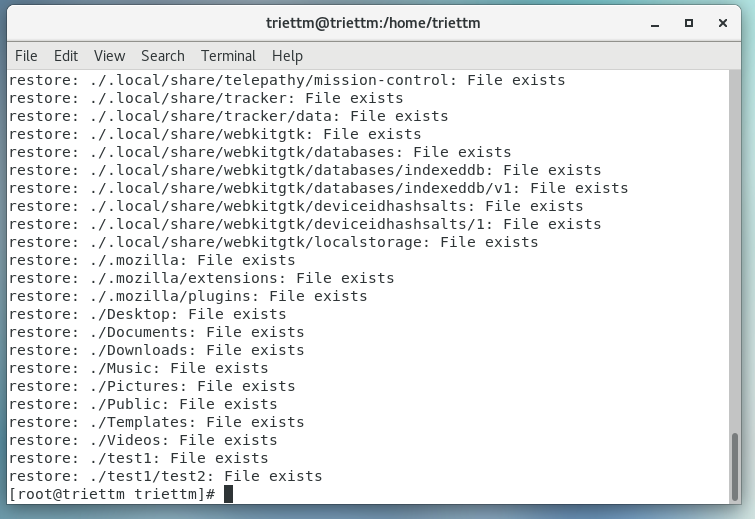 triettm@triettm:/home/triettm
File Edit View Search Terminal Help
restore: ./.local/share/telepathy/mission-control: File exists
restore: ./.local/share/tracker: File exists
restore: ./.local/share/tracker/data: File exists
restore: ./.local/share/webkitgtk: File exists
restore: ./.local/share/webkitgtk/databases: File exists
restore: ./.local/share/webkitgtk/databases/indexeddb: File exists
restore: ./.local/share/webkitgtk/databases/indexeddb/v1: File exists
restore: ./.local/share/webkitgtk/deviceidhashsalts: File exists
restore: ./.local/share/webkitgtk/deviceidhashsalts/1: File exists
restore: ./.local/share/webkitgtk/localstorage: File exists
restore: ./.mozilla: File exists
restore: ./.mozilla/extensions: File exists
restore: ./.mozilla/plugins: File exists
restore: ./Desktop: File exists
restore: ./Documents: File exists
restore: ./Downloads: File exists
restore: ./Music: File exists
restore: ./Pictures: File exists
restore: ./Public: File exists
restore: ./Templates: File exists
restore: ./Videos: File exists
restore: ./test1: File exists
restore: ./test1/test2: File exists
[root@triettm triettm]#